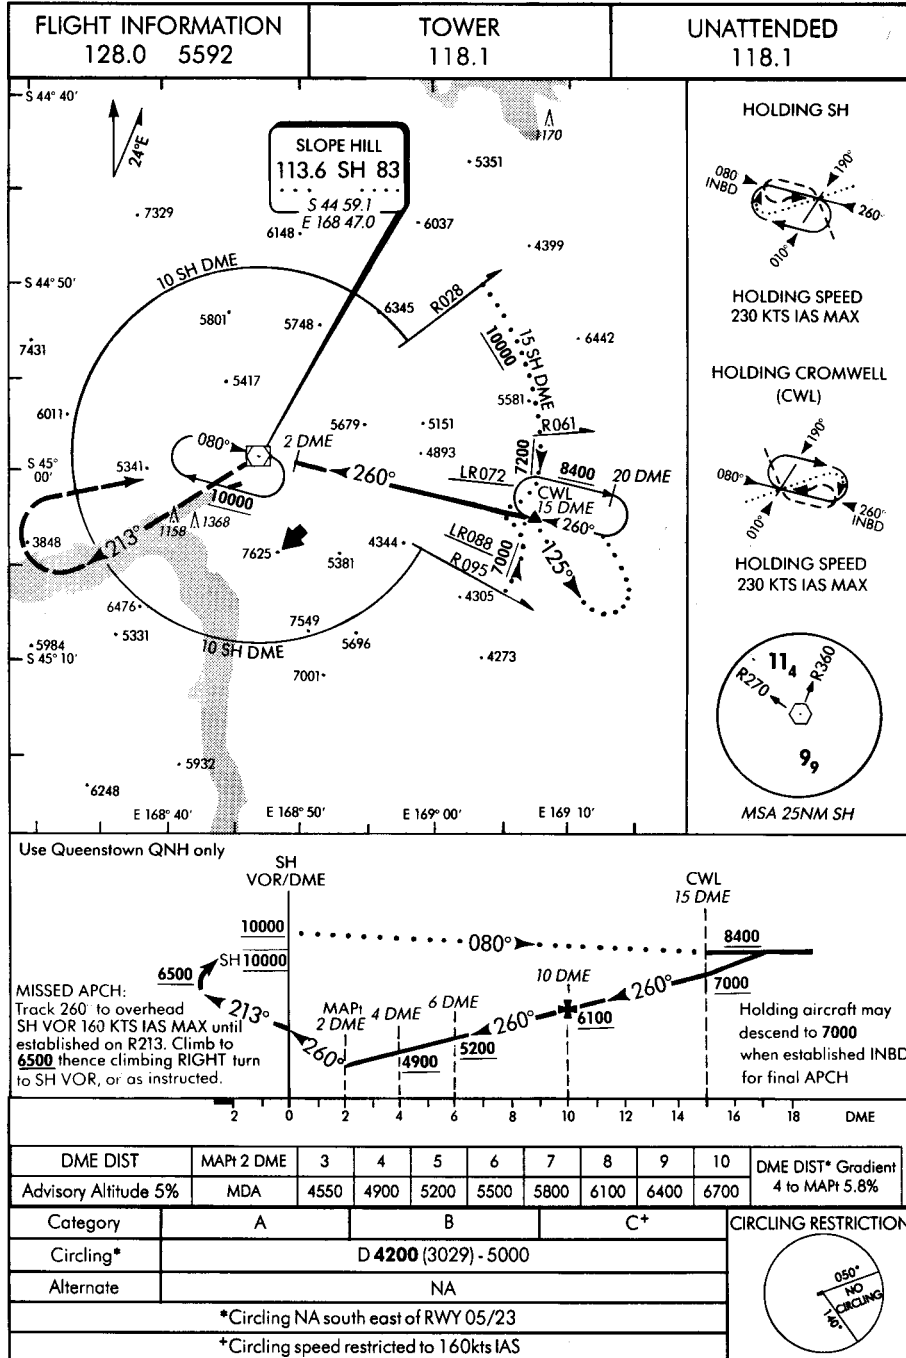 FLIGHT INFORMATION
128.0 5592
TOWER
118.1
UNATTENDED
118.1
S 44° 40'
24°E
SLOPE HILL
113.6 SH 83
S 44 59.1
E 168 47.0
1170
5351
7329
6148
6037
4399
10 SH DME
S 44° 50'
R028
6345
5801
5748
10000
15 SH DME
6442
7431
5417
5581
6011
080°
2 DME
5679
5151
R061
4893
7200
S 45°
00'
5341
260°
LR072
8400
20 DME
CWL
15 DME
10000
260°
1158
1368
213°
3848
7625
4344
LR088
7000
125°
5381
R095
4305
6476
7549
5331
5696
5984
10 SH DME
4273
S 45° 10'
7001
5932
6248
E 168° 40'
E 168° 50'
E 169° 00'
E 169° 10'
HOLDING SH
080
INBD
190°
260°
010°
HOLDING SPEED
230 KTS IAS MAX
HOLDING CROMWELL
(CWL)
190°
080°
260°
INBD
010°
HOLDING SPEED
230 KTS IAS MAX
11₄
R270
R360
9₉
MSA 25NM SH
Use Queenstown QNH only
SH
VOR/DME
CWL
15 DME
10000
080°
8400
SH 10000
6500
10 DME
260°
7000
MISSED APCH:
Track 260° to overhead
SH VOR 160 KTS IAS MAX until
established on R213. Climb to
6500 thence climbing RIGHT turn
to SH VOR, or as instructed.
213°
MAPt
2 DME
4 DME
6 DME
260°
6100
260°
5200
4900
Holding aircraft may
descend to 7000
when established INBD
for final APCH
2 0 2 4 6 8 10 12 14 16 18 DME
DME DIST MAPt 2 DME 3 4 5 6 7 8 9 10
Advisory Altitude 5% MDA 4550 4900 5200 5500 5800 6100 6400 6700
DME DIST* Gradient
4 to MAPt 5.8%
Category A B C+
Circling* D 4200 (3029) - 5000
Alternate NA
*Circling NA south east of RWY 05/23
+Circling speed restricted to 160kts IAS
CIRCLING RESTRICTION
050°
NO
CIRCLING
140°